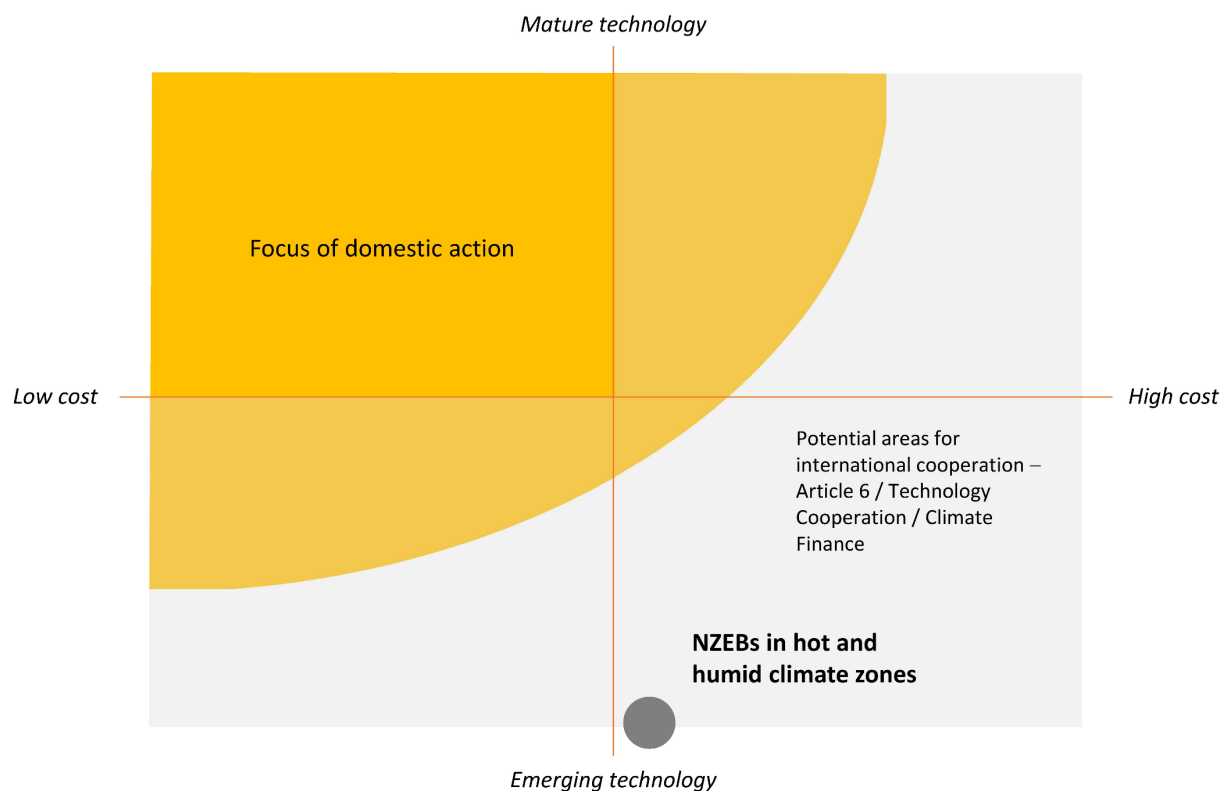 Mature technology
Focus of domestic action
Low cost
High cost
Potential areas for
international cooperation –
Article 6 / Technology
Cooperation / Climate
Finance
NZEBs in hot and
humid climate zones
Emerging technology